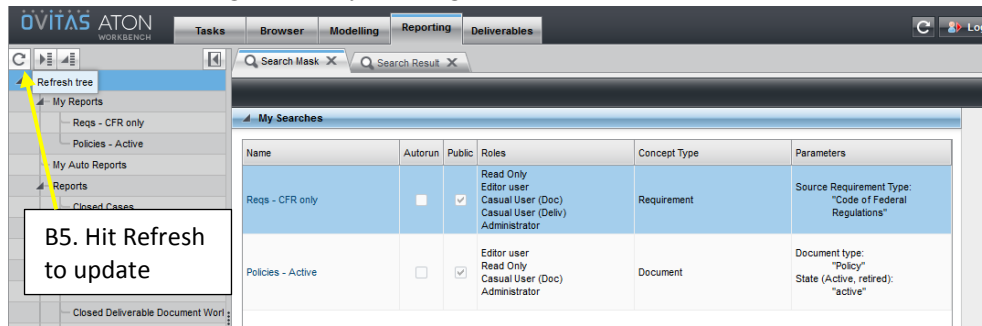 ÖVITAS ATON
WORKBENCH
Tasks
Browser
Modelling
Reporting
Deliverables
Search Mask
Search Result
Refresh tree
My Reports
Reqs - CFR only
Policies - Active
My Auto Reports
Reports
Closed Cases
B5. Hit Refresh
to update
Closed Deliverable Document Worl
My Searches
Name
Autorun
Public
Roles
Concept Type
Parameters
Reqs - CFR only
Read Only
Editor user
Casual User (Doc)
Casual User (Deliv)
Administrator
Requirement
Source Requirement Type:
"Code of Federal
Regulations"
Policies - Active
Editor user
Read Only
Casual User (Doc)
Administrator
Document
Document type:
"Policy"
State (Active, retired):
"active"